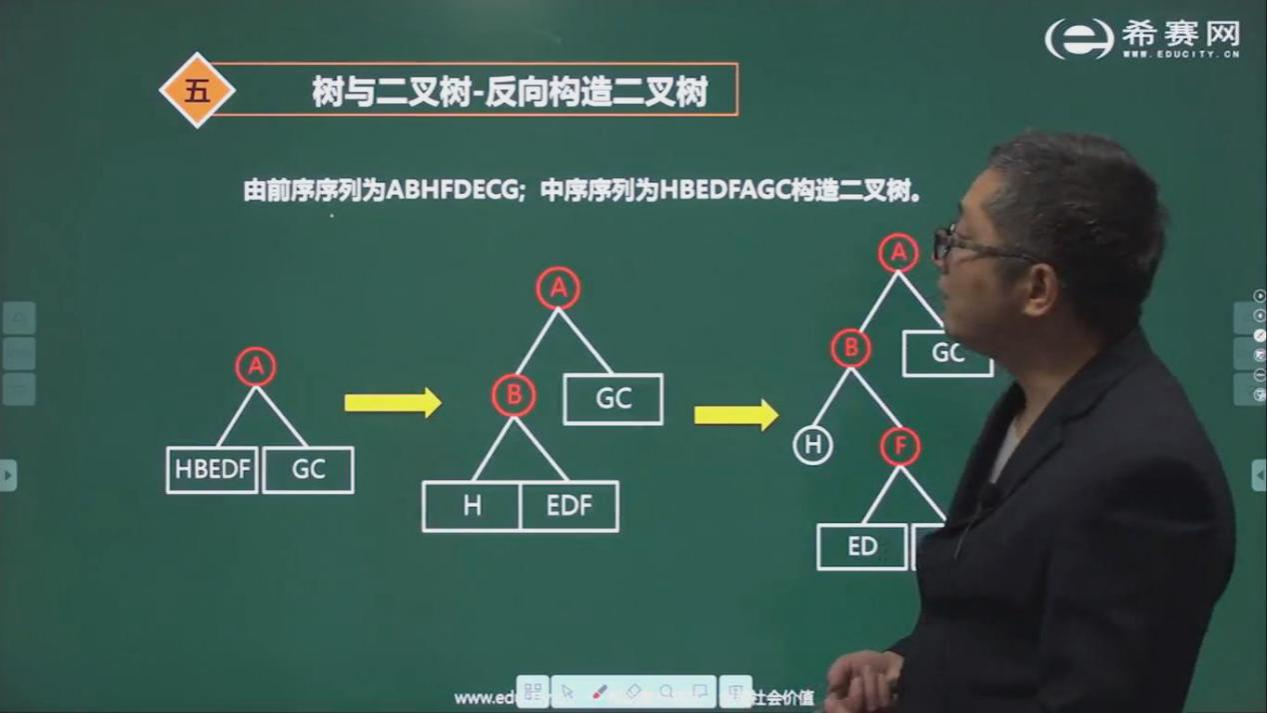 希赛网
WWW.EDUCITY.CN
五
树与二叉树-反向构造二叉树
由前序序列为ABHFDECG; 中序序列为HBEDFAGC构造二叉树。
A
HBEDF GC
A
B GC
H EDF
A
B GC
H F
ED
www.edu
社会价值